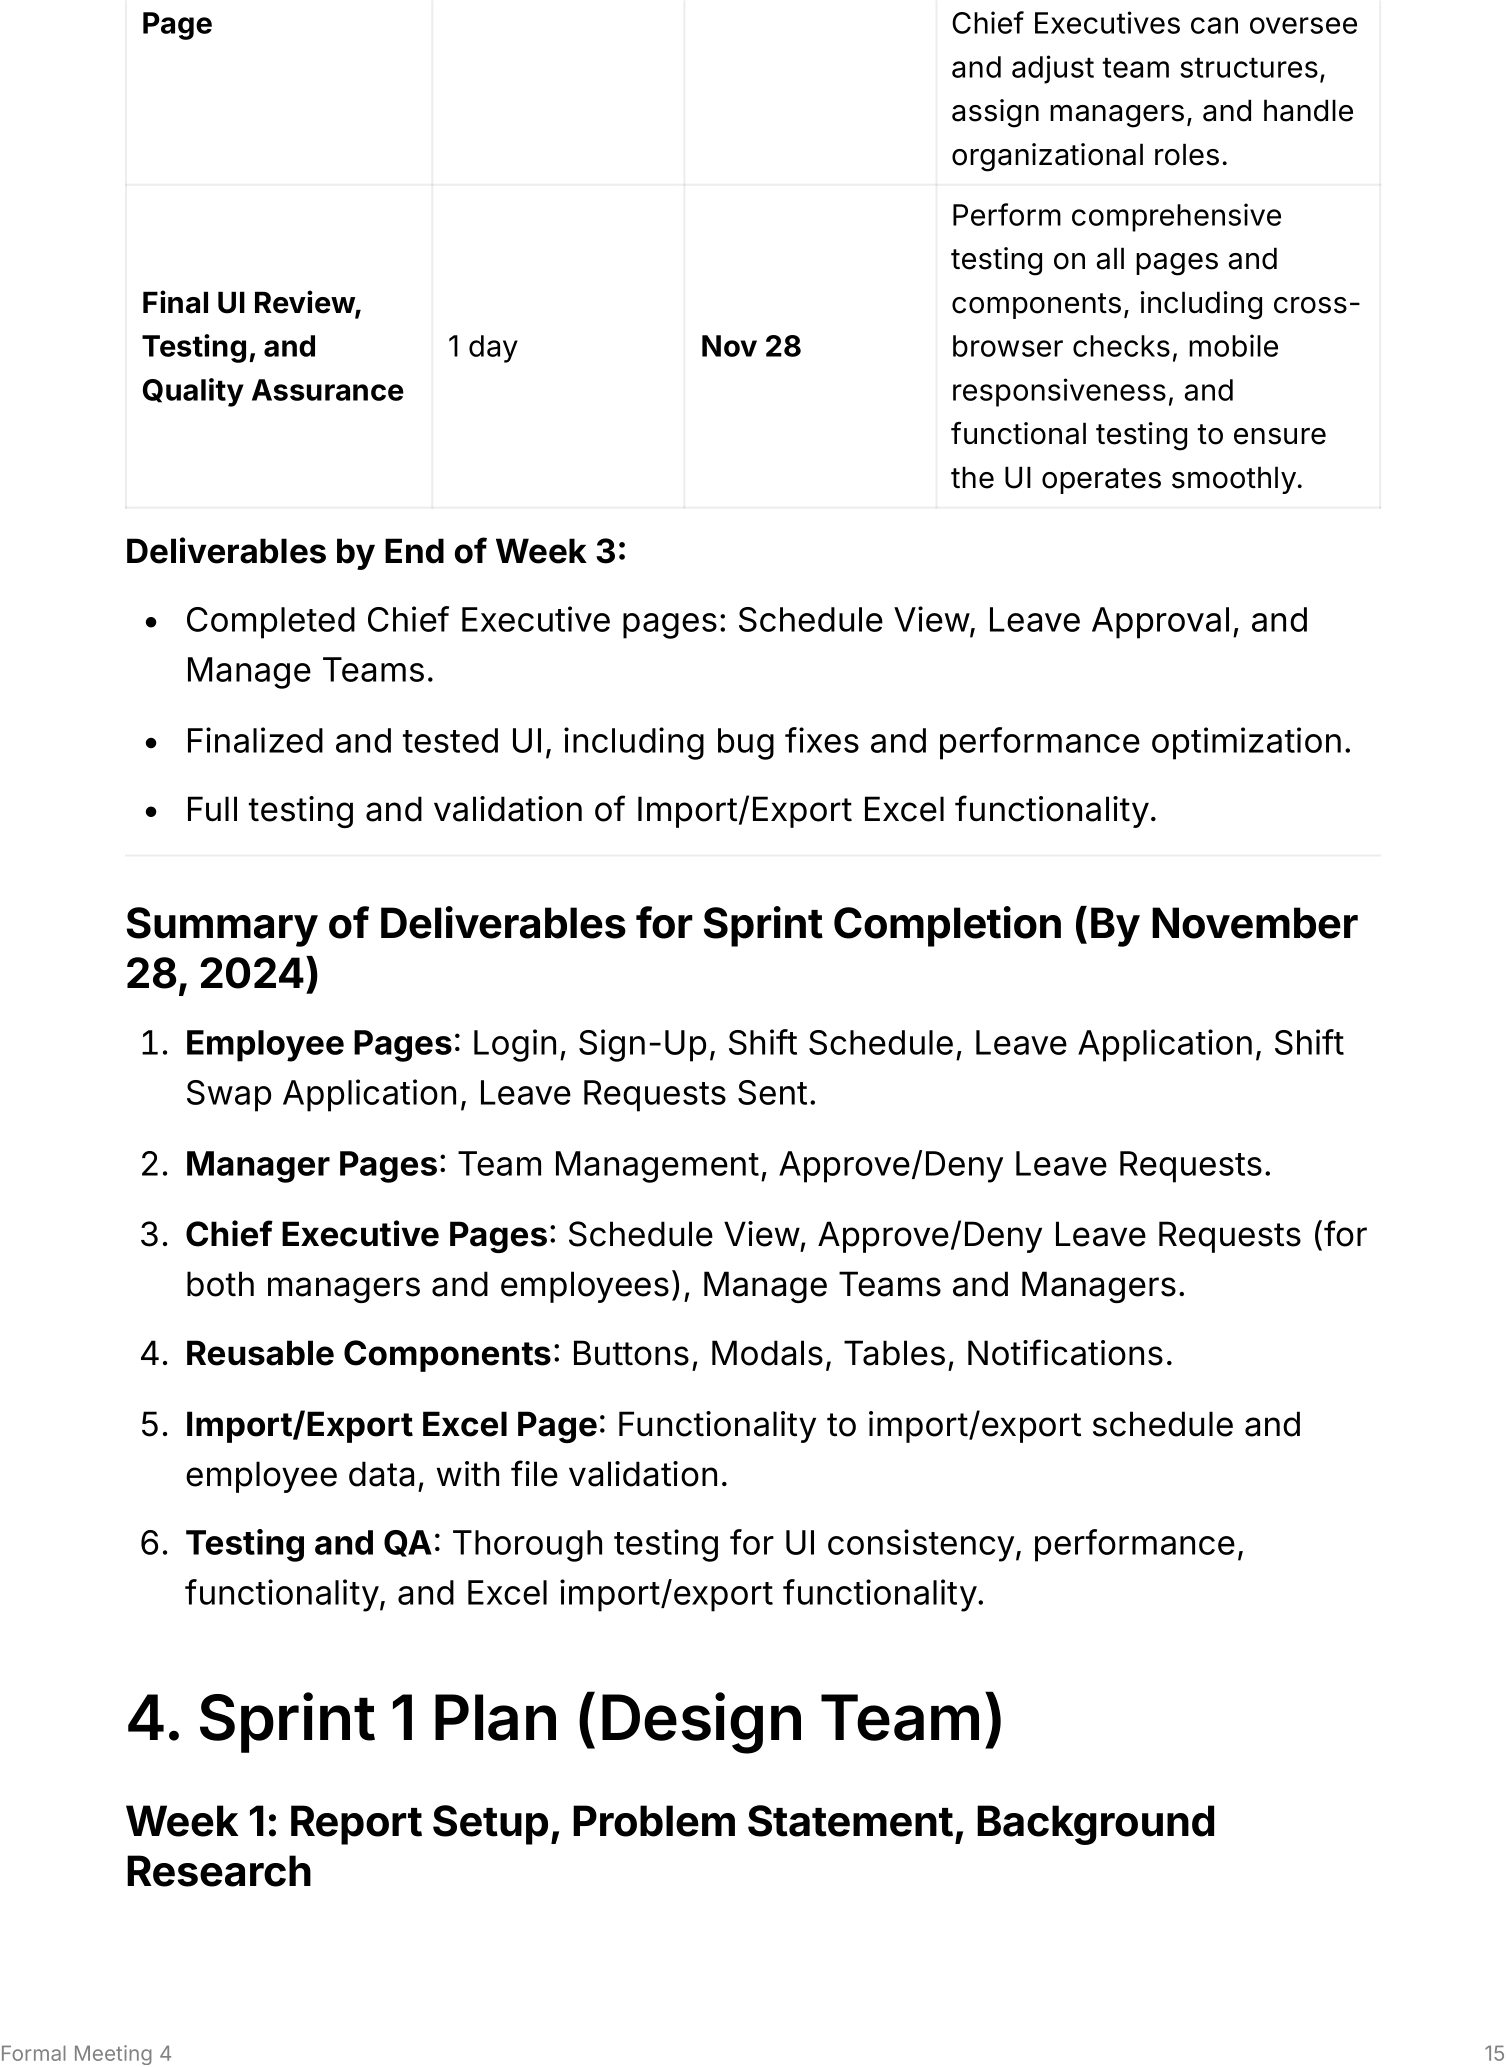 Page
Chief Executives can oversee
and adjust team structures,
assign managers, and handle
organizational roles.
Final UI Review,
Testing, and
Quality Assurance
1 day
Nov 28
Perform comprehensive
testing on all pages and
components, including cross-
browser checks, mobile
responsiveness, and
functional testing to ensure
the UI operates smoothly.
Deliverables by End of Week 3:
• Completed Chief Executive pages: Schedule View, Leave Approval, and
Manage Teams.
• Finalized and tested UI, including bug fixes and performance optimization.
• Full testing and validation of Import/Export Excel functionality.
Summary of Deliverables for Sprint Completion (By November
28, 2024)
1. Employee Pages: Login, Sign-Up, Shift Schedule, Leave Application, Shift
Swap Application, Leave Requests Sent.
2. Manager Pages: Team Management, Approve/Deny Leave Requests.
3. Chief Executive Pages: Schedule View, Approve/Deny Leave Requests (for
both managers and employees), Manage Teams and Managers.
4. Reusable Components: Buttons, Modals, Tables, Notifications.
5. Import/Export Excel Page: Functionality to import/export schedule and
employee data, with file validation.
6. Testing and QA: Thorough testing for UI consistency, performance,
functionality, and Excel import/export functionality.
4. Sprint 1 Plan (Design Team)
Week 1: Report Setup, Problem Statement, Background
Research
Formal Meeting 4
15